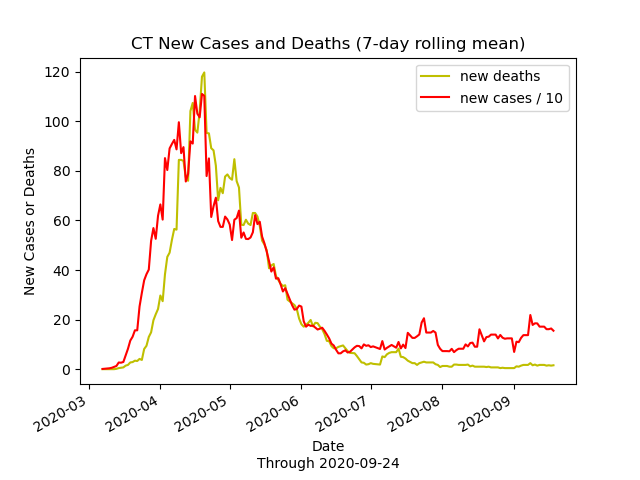 CT New Cases and Deaths (7-day rolling mean)
new deaths
new cases / 10
120
100
80
60
40
20
0
New Cases or Deaths
2020-03
2020-04
2020-05
2020-06
2020-07
2020-08
2020-09
Date
Through 2020-09-24